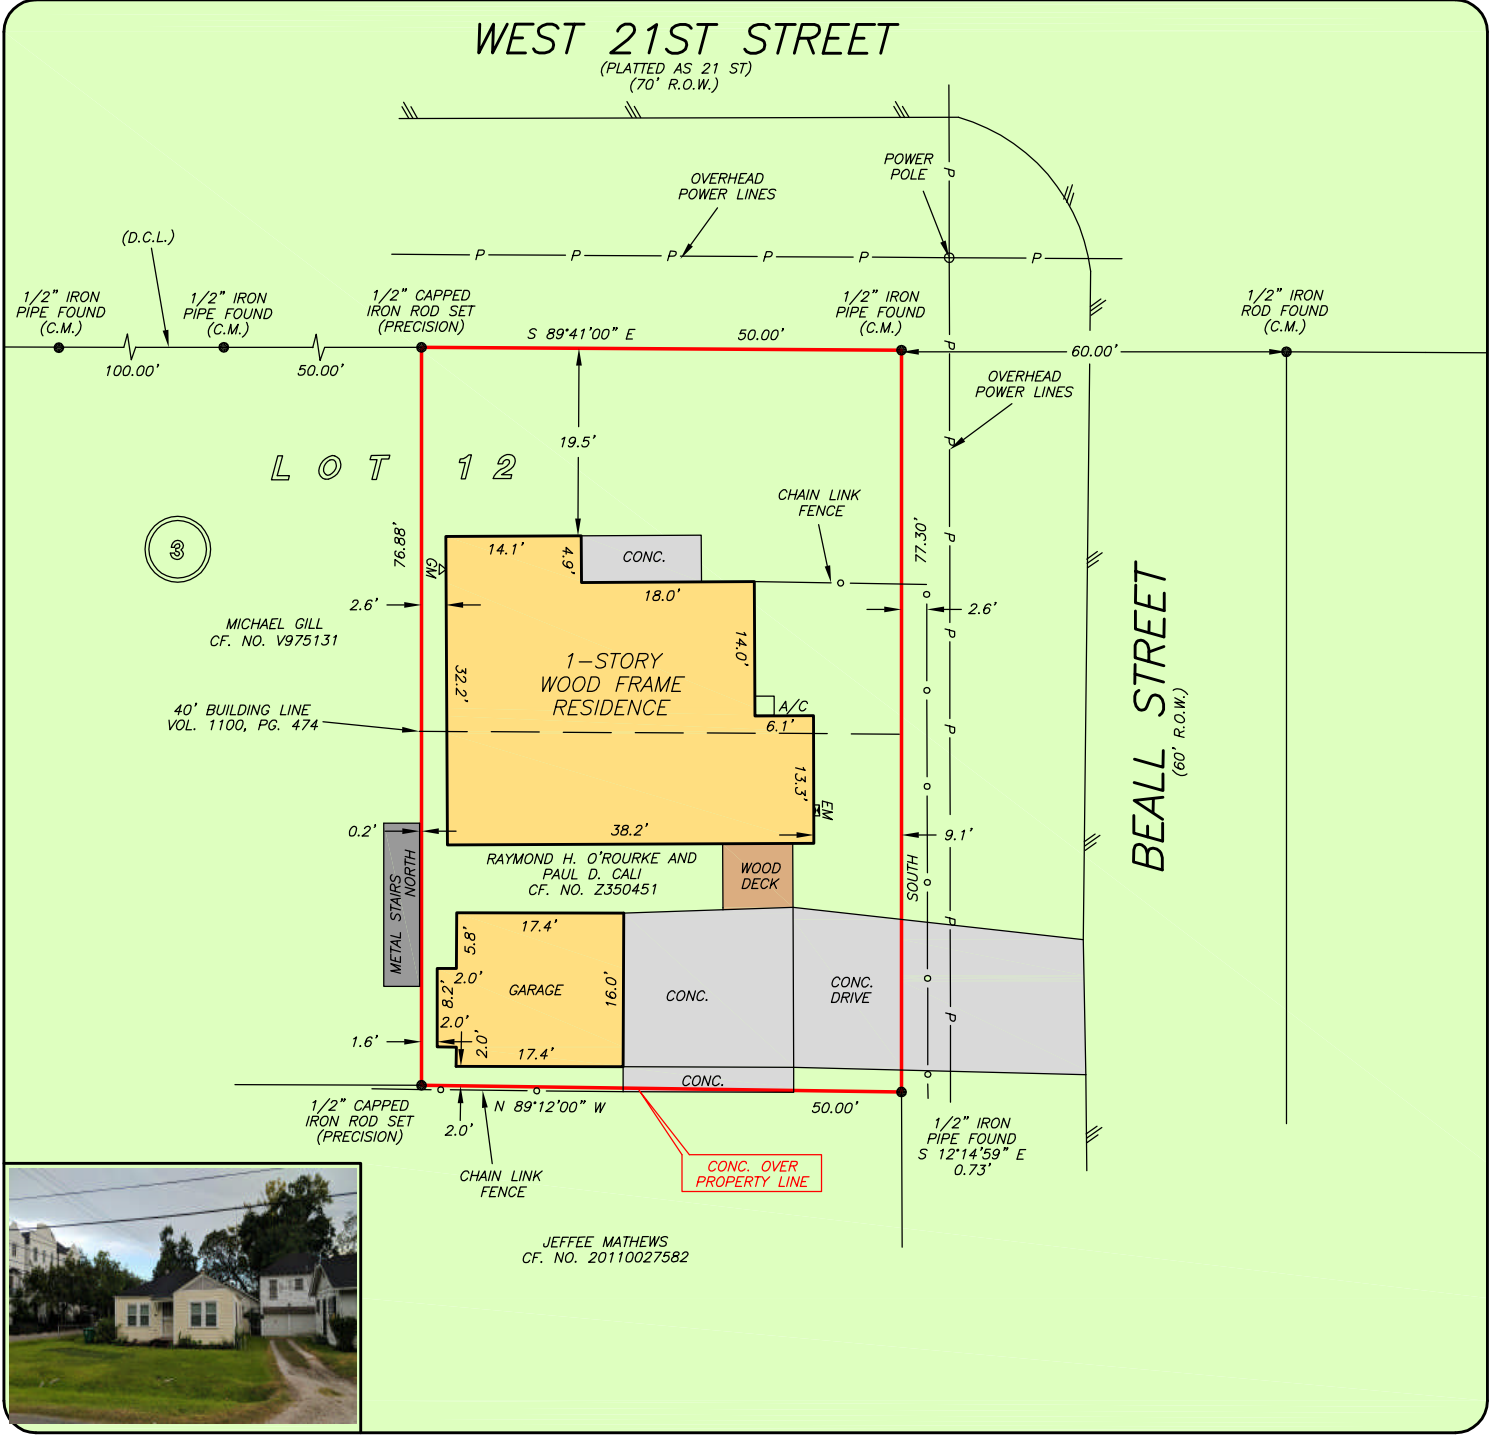 WEST 21ST STREET
(PLATTED AS 21 ST)
(70' R.O.W.)
POWER
POLE
P
OVERHEAD
POWER LINES
(D.C.L.)
P P P P P P
1/2" IRON
PIPE FOUND
(C.M.)
1/2" IRON
PIPE FOUND
(C.M.)
1/2" CAPPED
IRON ROD SET
(PRECISION)
1/2" IRON
PIPE FOUND
(C.M.)
1/2" IRON
ROD FOUND
(C.M.)
S 89°41'00" E
50.00'
P
60.00'
100.00'
50.00'
OVERHEAD
POWER LINES
P
19.5'
LOT 12
CHAIN LINK
FENCE
76.88'
77.30'
P
3
14.1'
4.9'
CONC.
GM
18.0'
2.6'
2.6'
MICHAEL GILL
CF. NO. V975131
P
14.0'
1-STORY
WOOD FRAME
RESIDENCE
32.2'
BEALL STREET
(60' R.O.W.)
40' BUILDING LINE
VOL. 1100, PG. 474
A/C
6.1'
P
13.3'
EM
0.2'
38.2'
9.1'
RAYMOND H. O'ROURKE AND
PAUL D. CALI
CF. NO. Z350451
WOOD
DECK
SOUTH
METAL STAIRS
NORTH
17.4'
P
5.8'
2.0'
8.2'
GARAGE
16.0'
CONC.
CONC.
DRIVE
2.0'
P
1.6'
2.0'
17.4'
CONC.
1/2" CAPPED
IRON ROD SET
(PRECISION)
N 89°12'00" W
50.00'
2.0'
1/2" IRON
PIPE FOUND
S 12°14'59" E
0.73'
CHAIN LINK
FENCE
CONC. OVER
PROPERTY LINE
JEFFEE MATHEWS
CF. NO. 20110027582